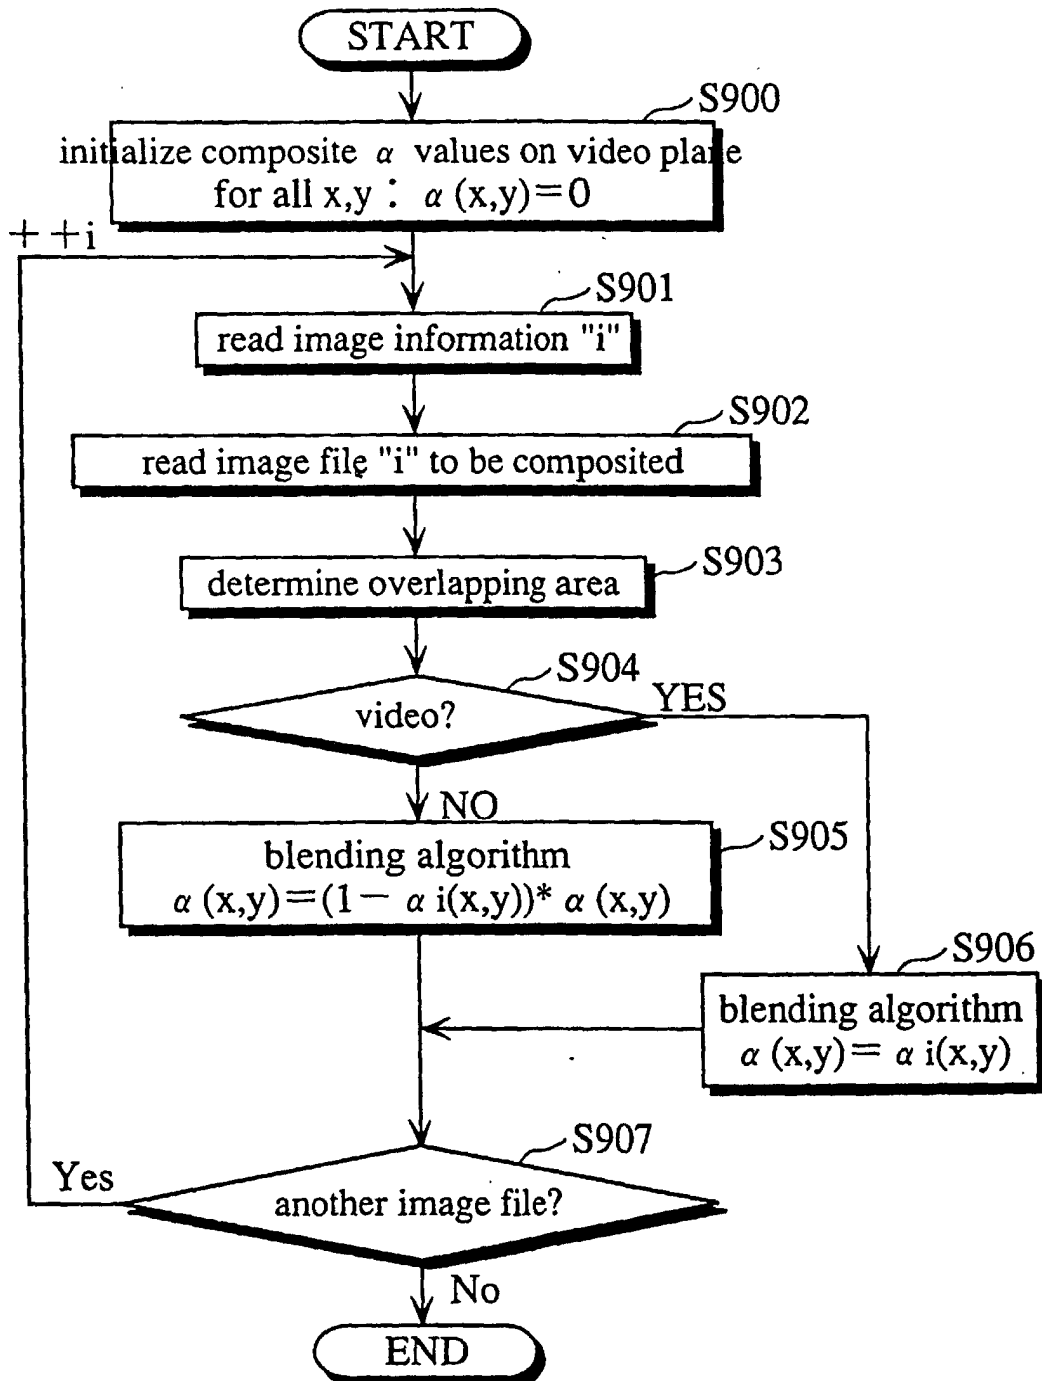 START
S900
initialize composite α values on video plane
for all x,y : α (x,y)=0
++i
S901
read image information "i"
S902
read image file "i" to be composited
S903
determine overlapping area
S904
video?
YES
NO
S905
blending algorithm
α (x,y)=(1− α i(x,y))* α (x,y)
S906
blending algorithm
α (x,y)= α i(x,y)
S907
Yes
another image file?
No
END